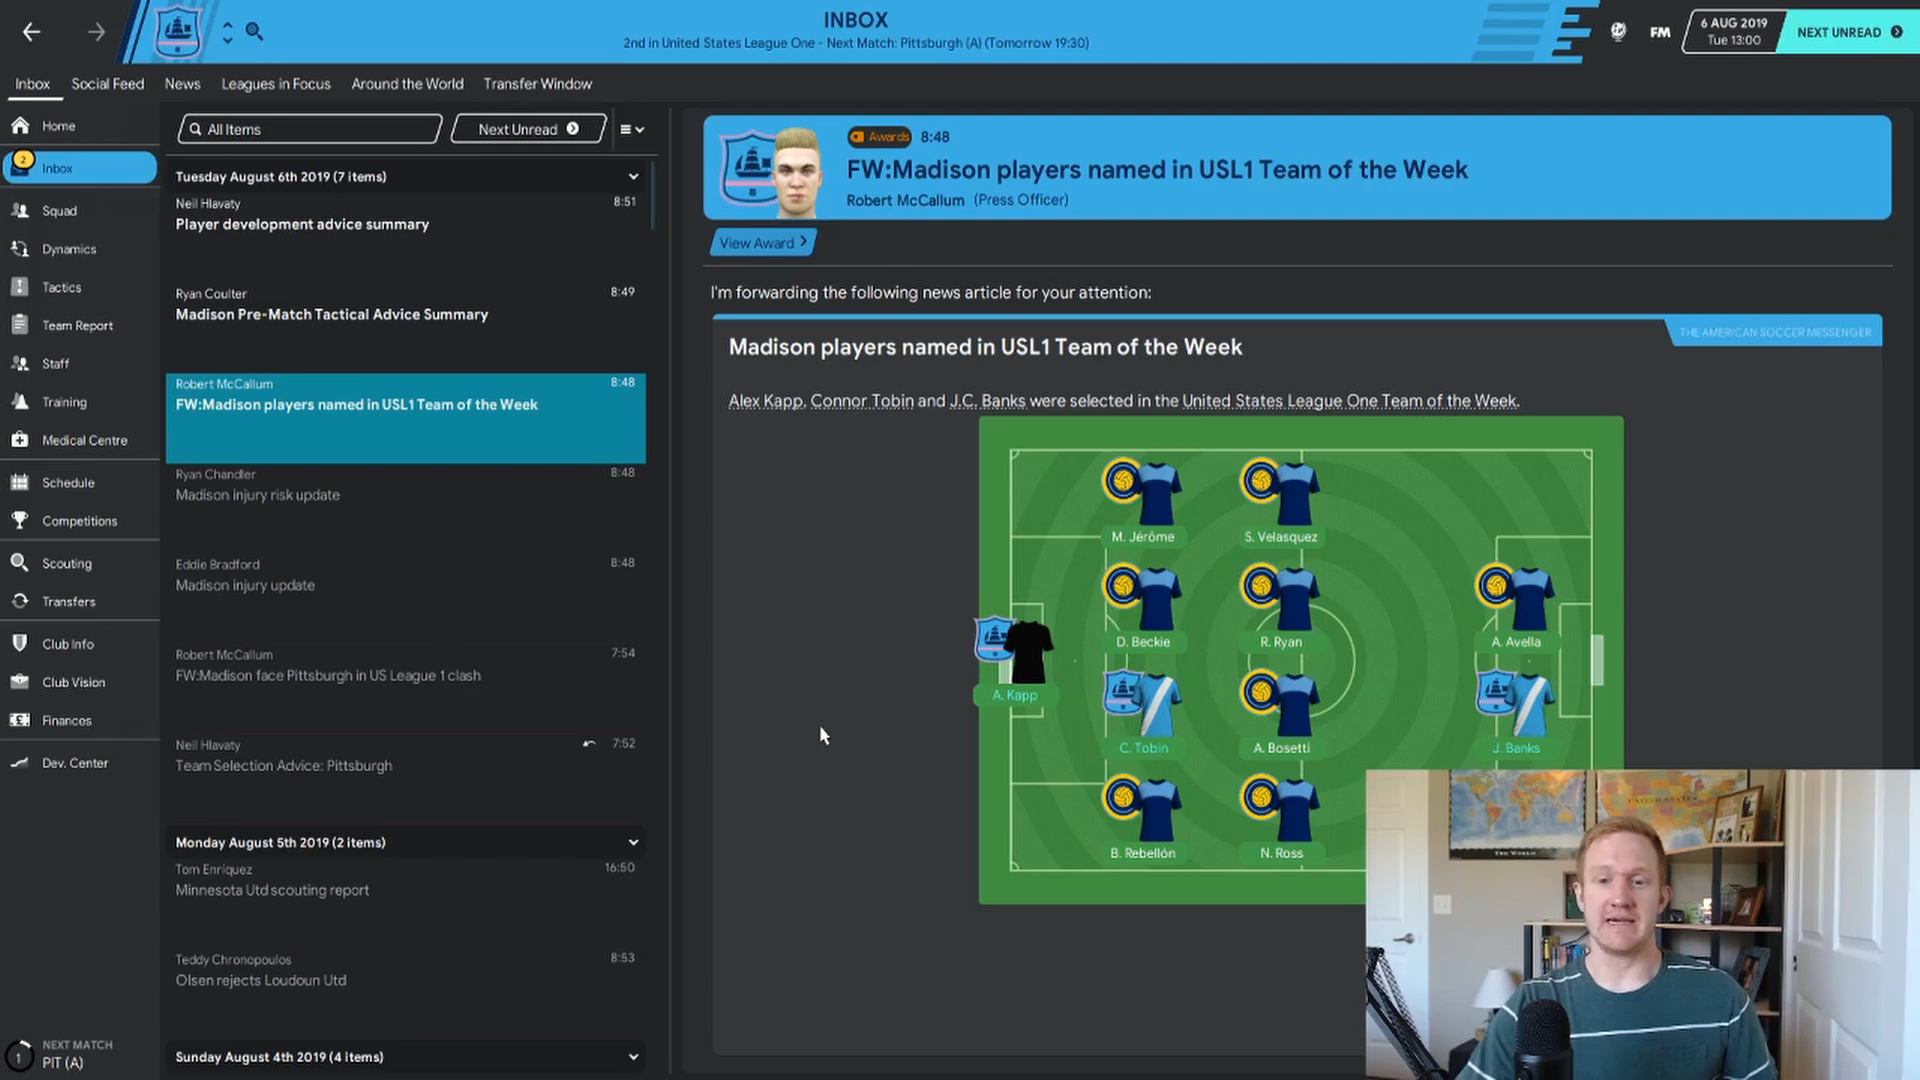 INBOX
2nd in United States League One - Next Match: Pittsburgh (A) (Tomorrow 19:30)
FM
6 AUG 2019
Tue 13:00
NEXT UNREAD
Inbox
Social Feed
News
Leagues in Focus
Around the World
Transfer Window
Home
2
Inbox
Squad
Dynamics
Tactics
Team Report
Staff
Training
Medical Centre
Schedule
Competitions
Scouting
Transfers
Club Info
Club Vision
Finances
Dev. Center
1
NEXT MATCH
PIT (A)
All Items
Next Unread
Tuesday August 6th 2019 (7 items)
Neil Hlavaty 8:51
Player development advice summary
Ryan Coulter 8:49
Madison Pre-Match Tactical Advice Summary
Robert McCallum 8:48
FW:Madison players named in USL1 Team of the Week
Ryan Chandler 8:48
Madison injury risk update
Eddie Bradford 8:48
Madison injury update
Robert McCallum 7:54
FW:Madison face Pittsburgh in US League 1 clash
Neil Hlavaty 7:52
Team Selection Advice: Pittsburgh
Monday August 5th 2019 (2 items)
Tom Enriquez 16:50
Minnesota Utd scouting report
Teddy Chronopoulos 8:53
Olsen rejects Loudoun Utd
Sunday August 4th 2019 (4 items)
Awards 8:48
FW:Madison players named in USL1 Team of the Week
Robert McCallum (Press Officer)
View Award
I'm forwarding the following news article for your attention:
THE AMERICAN SOCCER MESSENGER
Madison players named in USL1 Team of the Week
Alex Kapp, Connor Tobin and J.C. Banks were selected in the United States League One Team of the Week.
M. Jérôme
S. Velasquez
D. Beckie
R. Ryan
A. Avella
A. Kapp
C. Tobin
A. Bosetti
J. Banks
B. Rebellón
N. Ross
THE WORLD
UNITED STATES